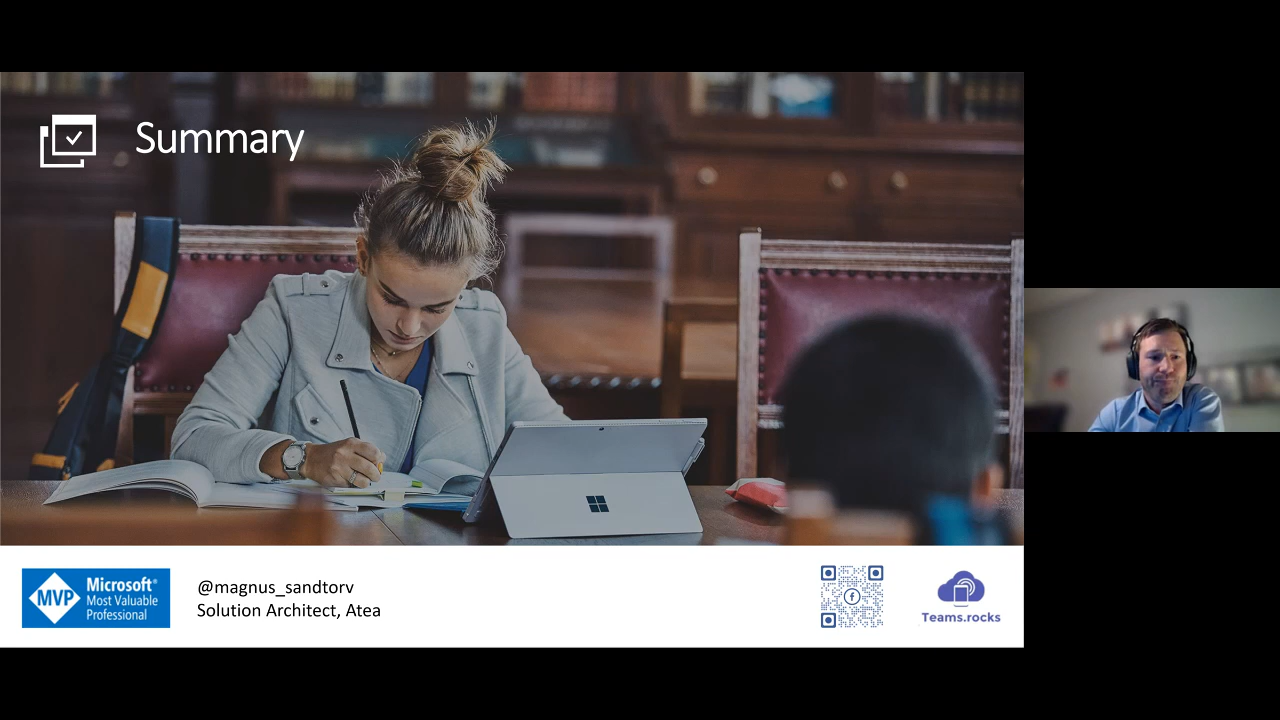 Summary
MVP
Microsoft®
Most Valuable
Professional
@magnus_sandtorv
Solution Architect, Atea
Teams.rocks